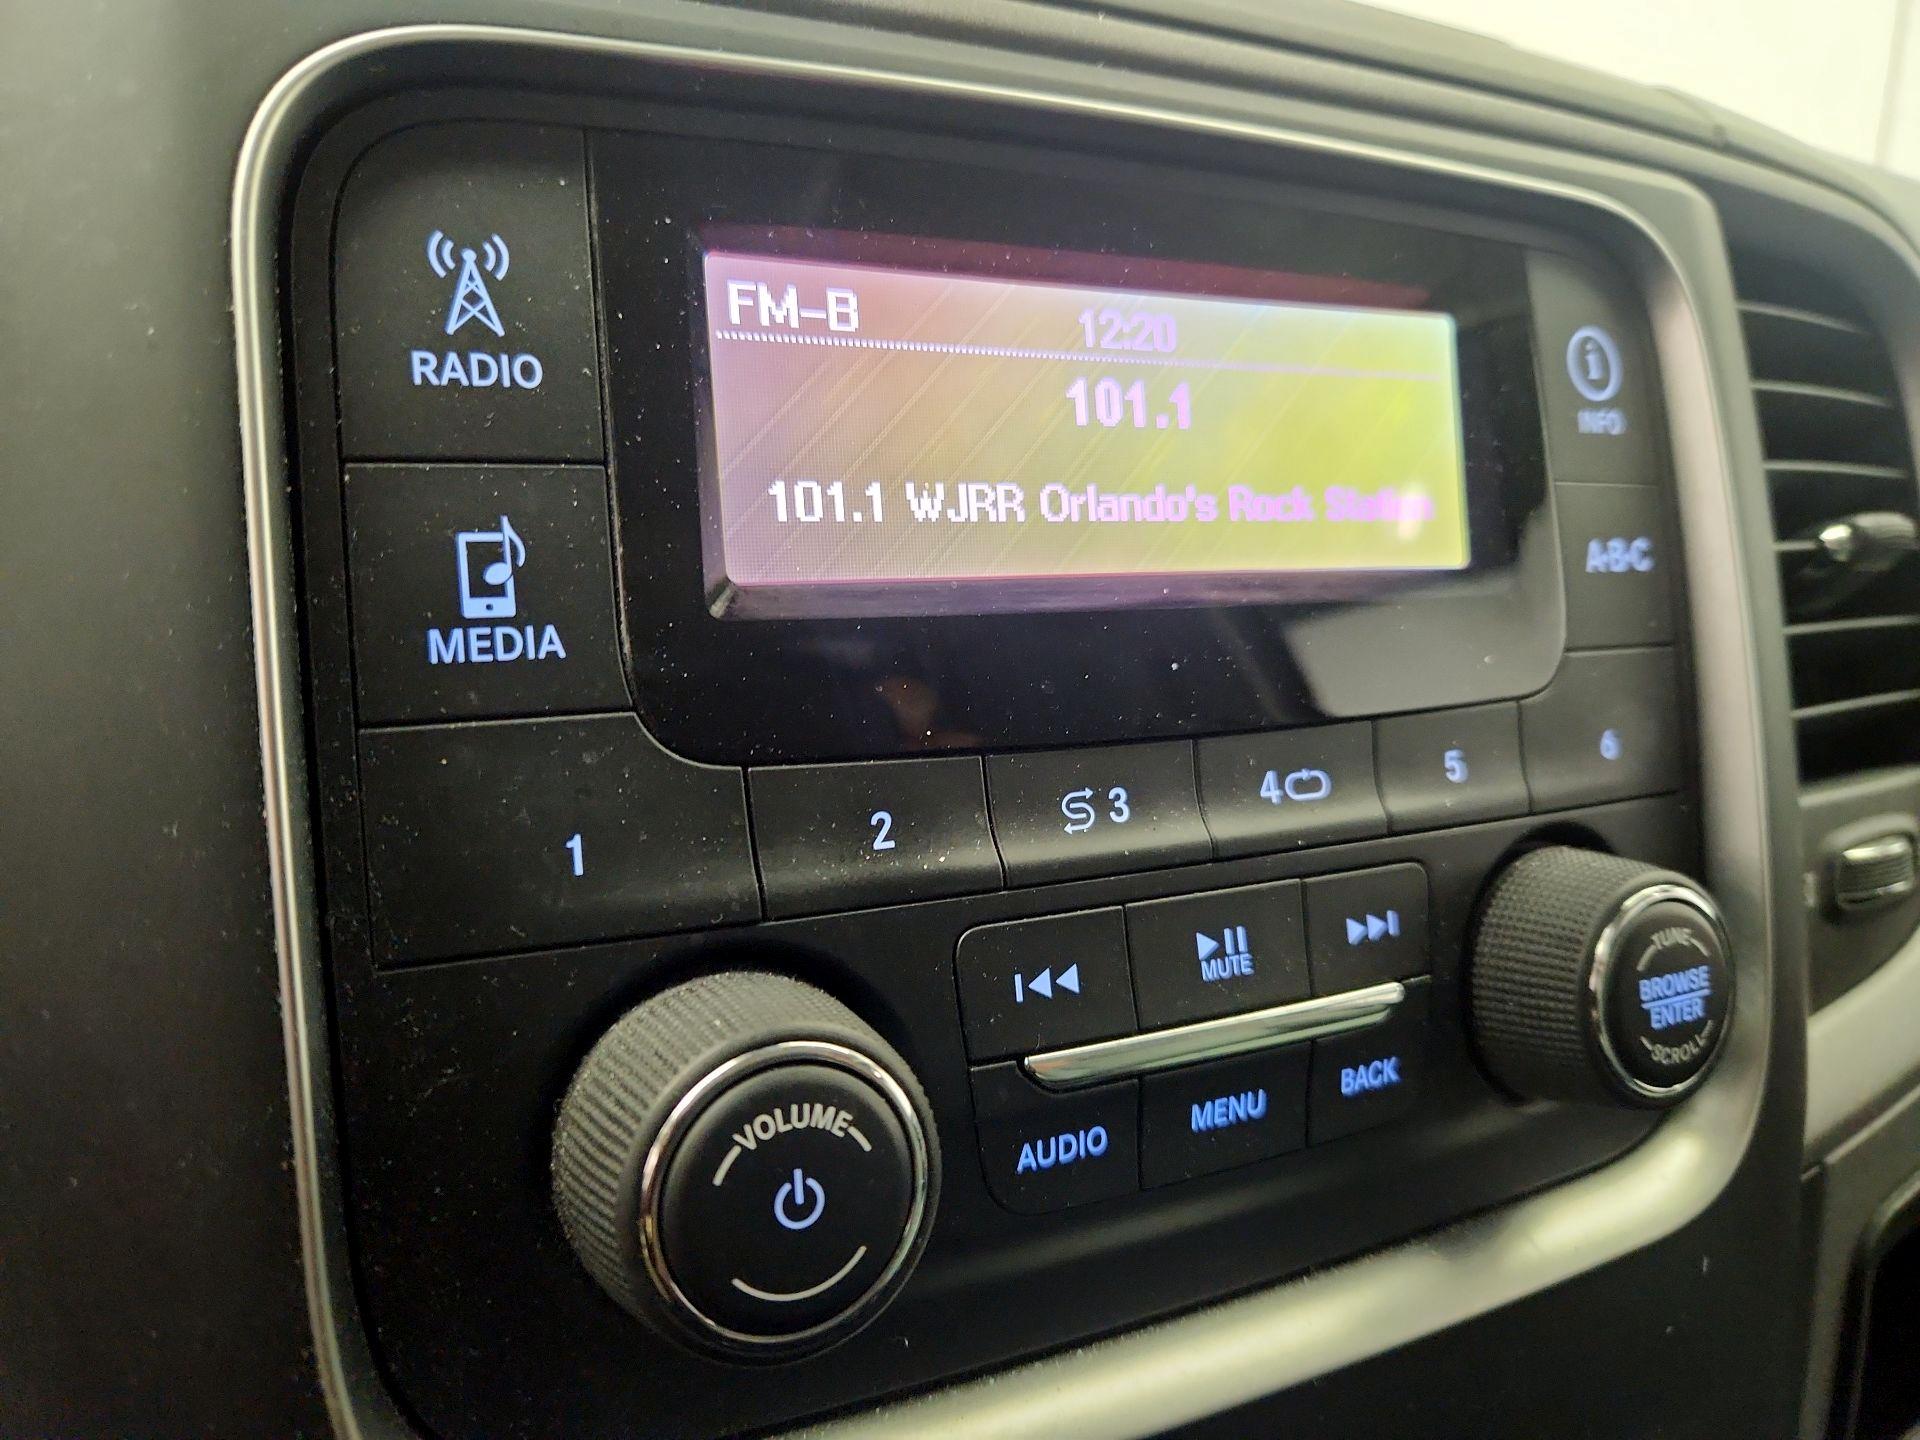 RADIO
MEDIA
FM-B
12:20
101.1
101.1 WJRR Orlando's Rock Station
INFO
A·B·C
1
2
3
4
5
6
MUTE
AUDIO
MENU
BACK
VOLUME
TUNE
BROWSE
ENTER
SCROLL